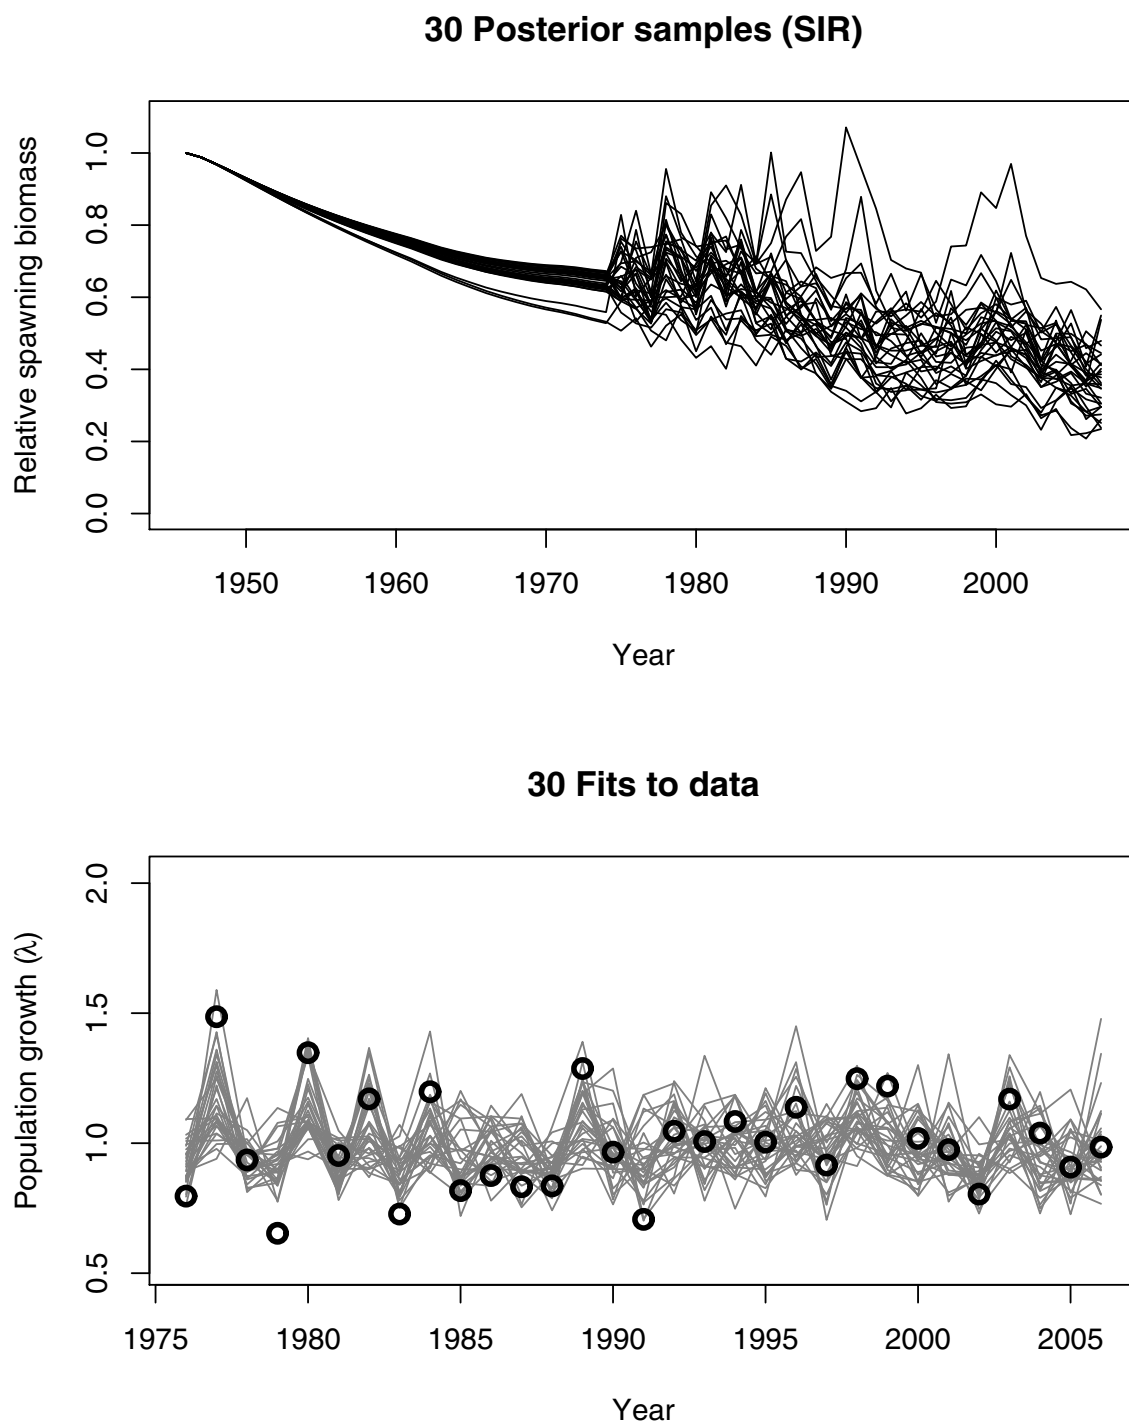 30 Posterior samples (SIR)
Relative spawning biomass
1.0
0.8
0.6
0.4
0.2
0.0
1950 1960 1970 1980 1990 2000
Year
30 Fits to data
Population growth (λ)
2.0
1.5
1.0
0.5
1975 1980 1985 1990 1995 2000 2005
Year